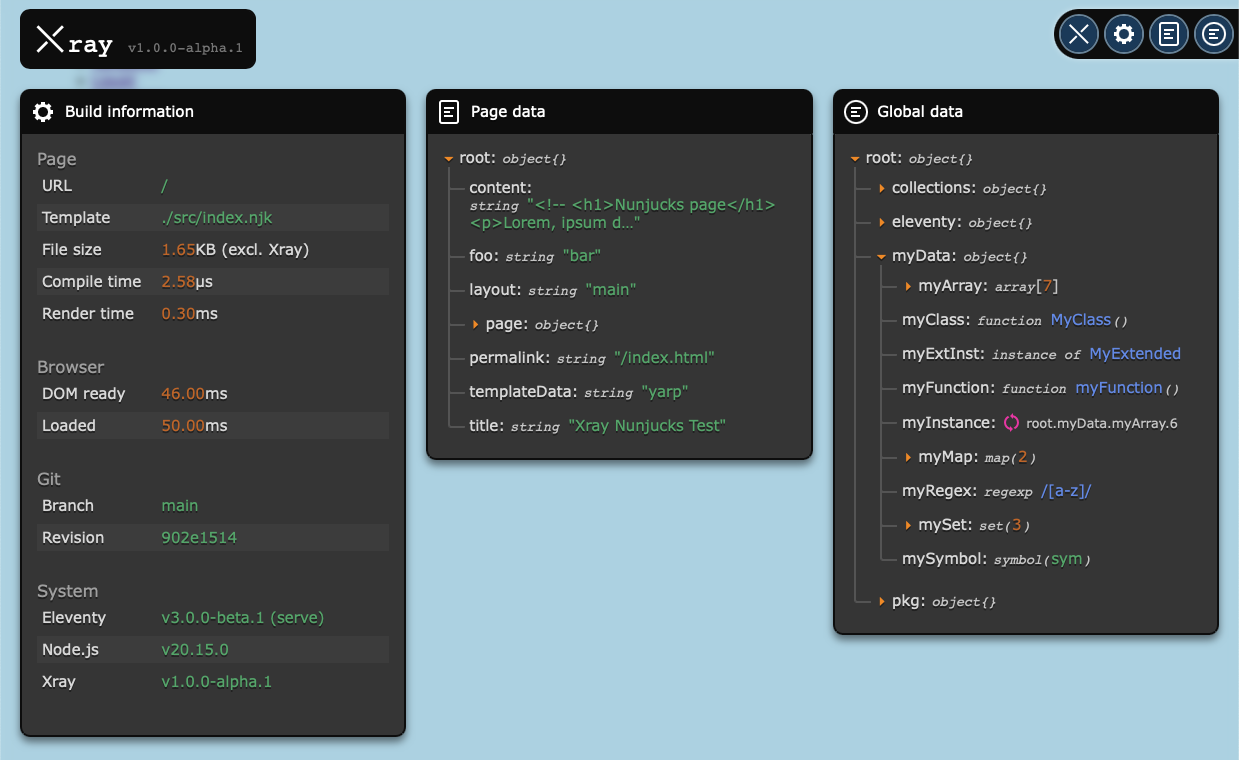 Xray v1.0.0-alpha.1
Build information
Page
URL /
Template ./src/index.njk
File size 1.65KB (excl. Xray)
Compile time 2.58µs
Render time 0.30ms
Browser
DOM ready 46.00ms
Loaded 50.00ms
Git
Branch main
Revision 902e1514
System
Eleventy v3.0.0-beta.1 (serve)
Node.js v20.15.0
Xray v1.0.0-alpha.1
Page data
root: object{}
content:
string "<!-- <h1>Nunjucks page</h1>
<p>Lorem, ipsum d…"
foo: string "bar"
layout: string "main"
page: object{}
permalink: string "/index.html"
templateData: string "yarp"
title: string "Xray Nunjucks Test"
Global data
root: object{}
collections: object{}
eleventy: object{}
myData: object{}
myArray: array[7]
myClass: function MyClass()
myExtInst: instance of MyExtended
myFunction: function myFunction()
myInstance: root.myData.myArray.6
myMap: map(2)
myRegex: regexp /[a-z]/
mySet: set(3)
mySymbol: symbol(sym)
pkg: object{}